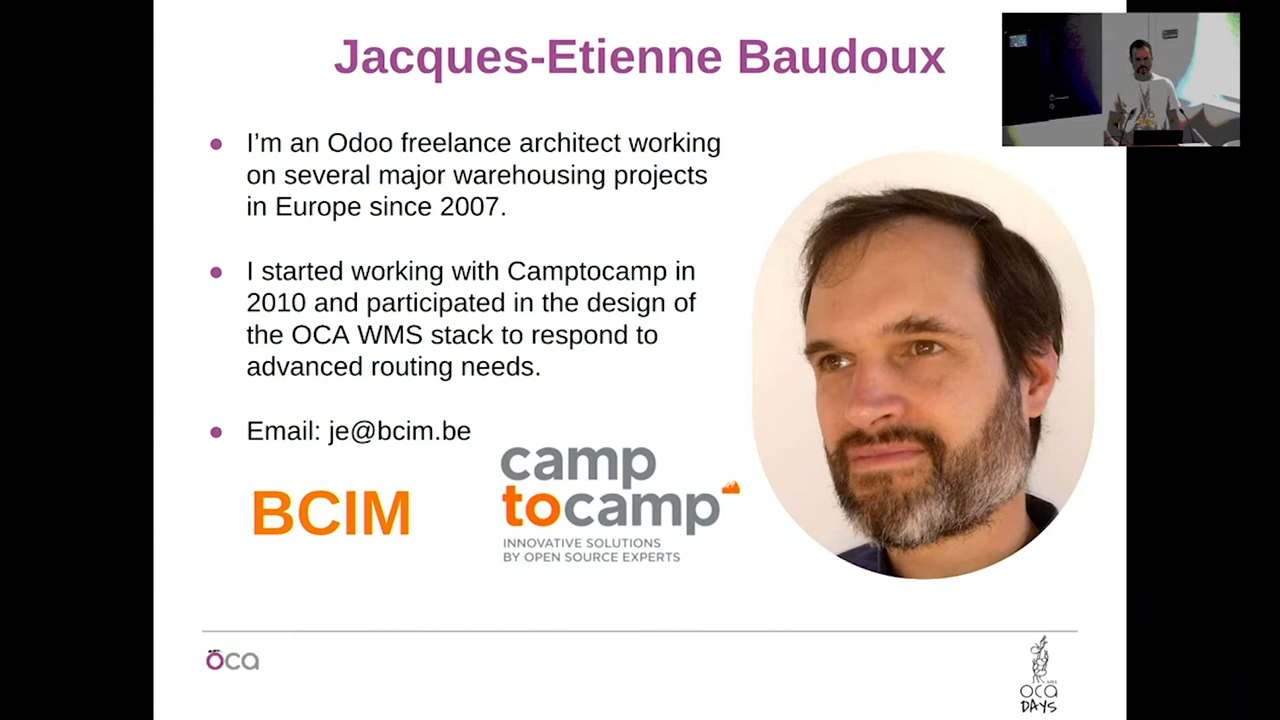 Jacques-Etienne Baudoux
● I’m an Odoo freelance architect working
on several major warehousing projects
in Europe since 2007.
● I started working with Camptocamp in
2010 and participated in the design of
the OCA WMS stack to respond to
advanced routing needs.
● Email: je@bcim.be
BCIM
camp
tocamp
INNOVATIVE SOLUTIONS
BY OPEN SOURCE EXPERTS
oca
oca
DAYS